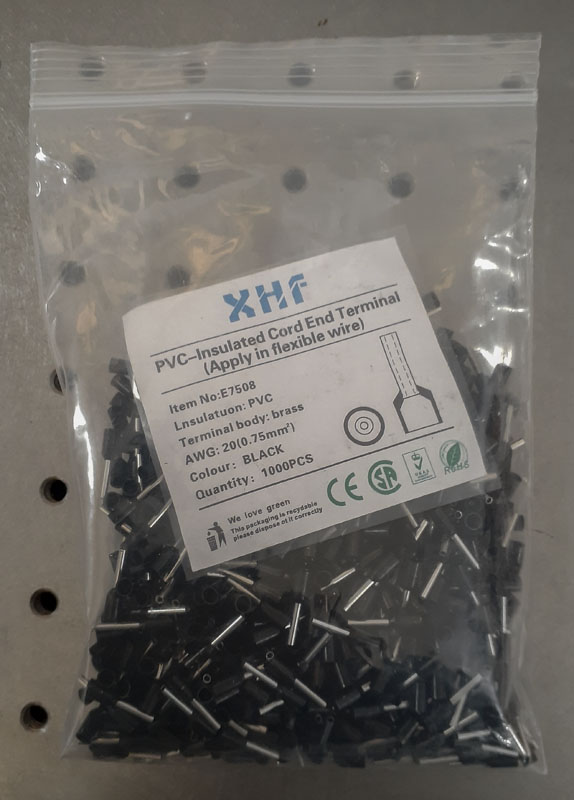 XHF
PVC-Insulated Cord End Terminal
(Apply in flexible wire)
Item No:E7508
Lnsulatuon: PVC
Terminal body: brass
AWG: 20(0.75mm²)
Colour: BLACK
Quantity: 1000PCS
CE
We love green
This packaging is recydable
please dispose of it correctly
RoHS